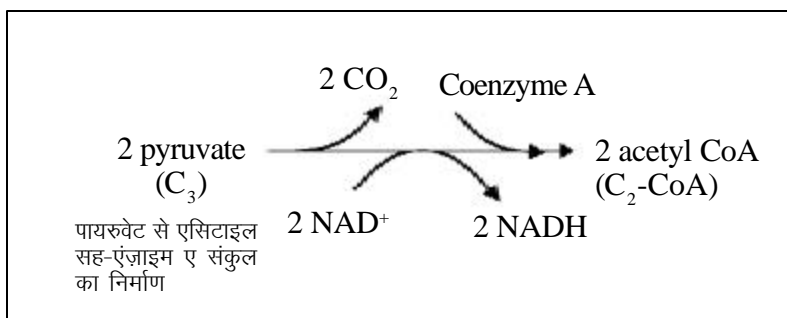 2 CO₂ Coenzyme A
2 pyruvate 2 acetyl CoA
(C₃) (C₂-CoA)
2 NAD⁺ 2 NADH
पायरुवेट से एसिटाइल
सह-एंज़ाइम ए संकुल
का निर्माण